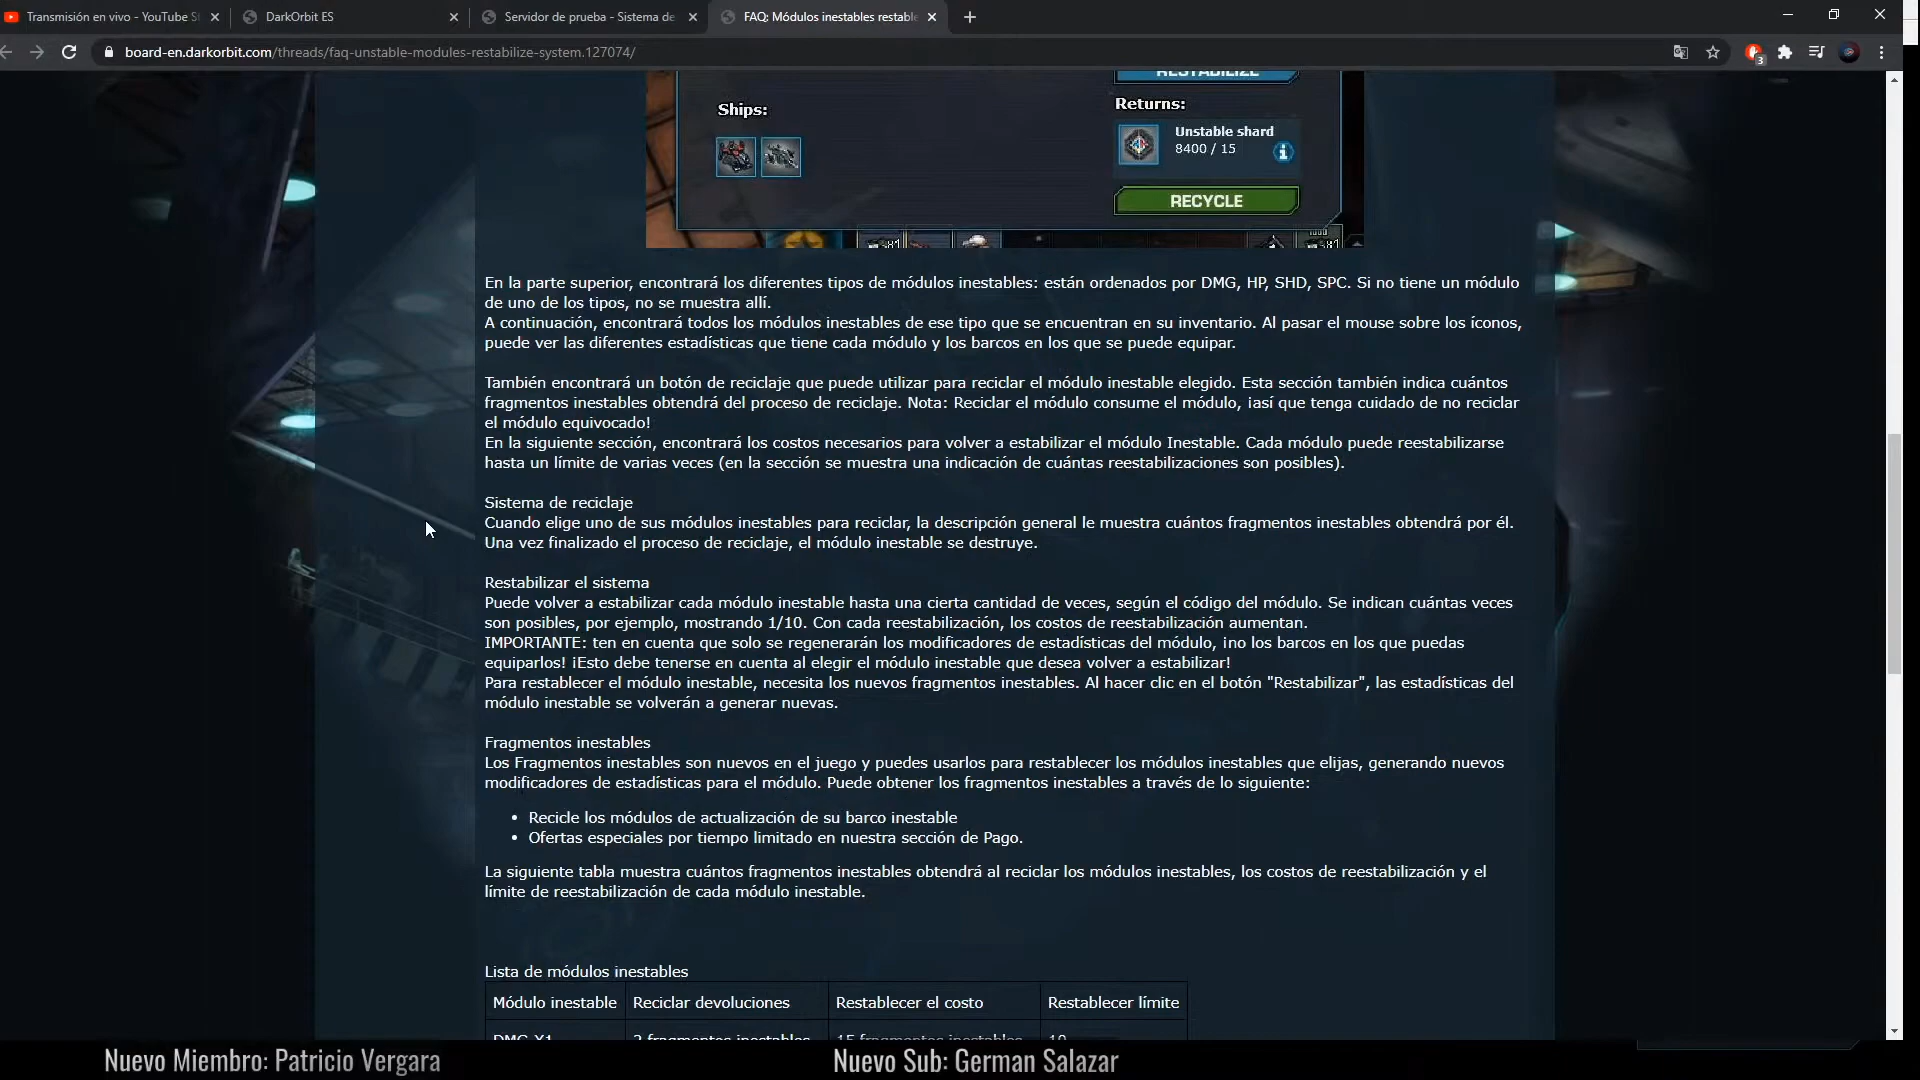 Transmisión en vivo - YouTube S
DarkOrbit ES
Servidor de prueba - Sistema de
FAQ: Módulos inestables restable
board-en.darkorbit.com/threads/faq-unstable-modules-restabilize-system.127074/
3
RESTABILIZE
Ships:
Returns:
Unstable shard
8400 / 15
RECYCLE
En la parte superior, encontrará los diferentes tipos de módulos inestables: están ordenados por DMG, HP, SHD, SPC. Si no tiene un módulo
de uno de los tipos, no se muestra allí.
A continuación, encontrará todos los módulos inestables de ese tipo que se encuentran en su inventario. Al pasar el mouse sobre los íconos,
puede ver las diferentes estadísticas que tiene cada módulo y los barcos en los que se puede equipar.
También encontrará un botón de reciclaje que puede utilizar para reciclar el módulo inestable elegido. Esta sección también indica cuántos
fragmentos inestables obtendrá del proceso de reciclaje. Nota: Reciclar el módulo consume el módulo, ¡así que tenga cuidado de no reciclar
el módulo equivocado!
En la siguiente sección, encontrará los costos necesarios para volver a estabilizar el módulo Inestable. Cada módulo puede reestabilizarse
hasta un límite de varias veces (en la sección se muestra una indicación de cuántas reestabilizaciones son posibles).
Sistema de reciclaje
Cuando elige uno de sus módulos inestables para reciclar, la descripción general le muestra cuántos fragmentos inestables obtendrá por él.
Una vez finalizado el proceso de reciclaje, el módulo inestable se destruye.
Restabilizar el sistema
Puede volver a estabilizar cada módulo inestable hasta una cierta cantidad de veces, según el código del módulo. Se indican cuántas veces
son posibles, por ejemplo, mostrando 1/10. Con cada reestabilización, los costos de reestabilización aumentan.
IMPORTANTE: ten en cuenta que solo se regenerarán los modificadores de estadísticas del módulo, ¡no los barcos en los que puedas
equiparlos! ¡Esto debe tenerse en cuenta al elegir el módulo inestable que desea volver a estabilizar!
Para restablecer el módulo inestable, necesita los nuevos fragmentos inestables. Al hacer clic en el botón "Restabilizar", las estadísticas del
módulo inestable se volverán a generar nuevas.
Fragmentos inestables
Los Fragmentos inestables son nuevos en el juego y puedes usarlos para restablecer los módulos inestables que elijas, generando nuevos
modificadores de estadísticas para el módulo. Puede obtener los fragmentos inestables a través de lo siguiente:
• Recicle los módulos de actualización de su barco inestable
• Ofertas especiales por tiempo limitado en nuestra sección de Pago.
La siguiente tabla muestra cuántos fragmentos inestables obtendrá al reciclar los módulos inestables, los costos de reestabilización y el
límite de reestabilización de cada módulo inestable.
Lista de módulos inestables
Módulo inestable Reciclar devoluciones Restablecer el costo Restablecer límite
DMG-X1 2 fragmentos inestables 15 fragmentos inestables 10
Nuevo Miembro: Patricio Vergara
Nuevo Sub: German Salazar